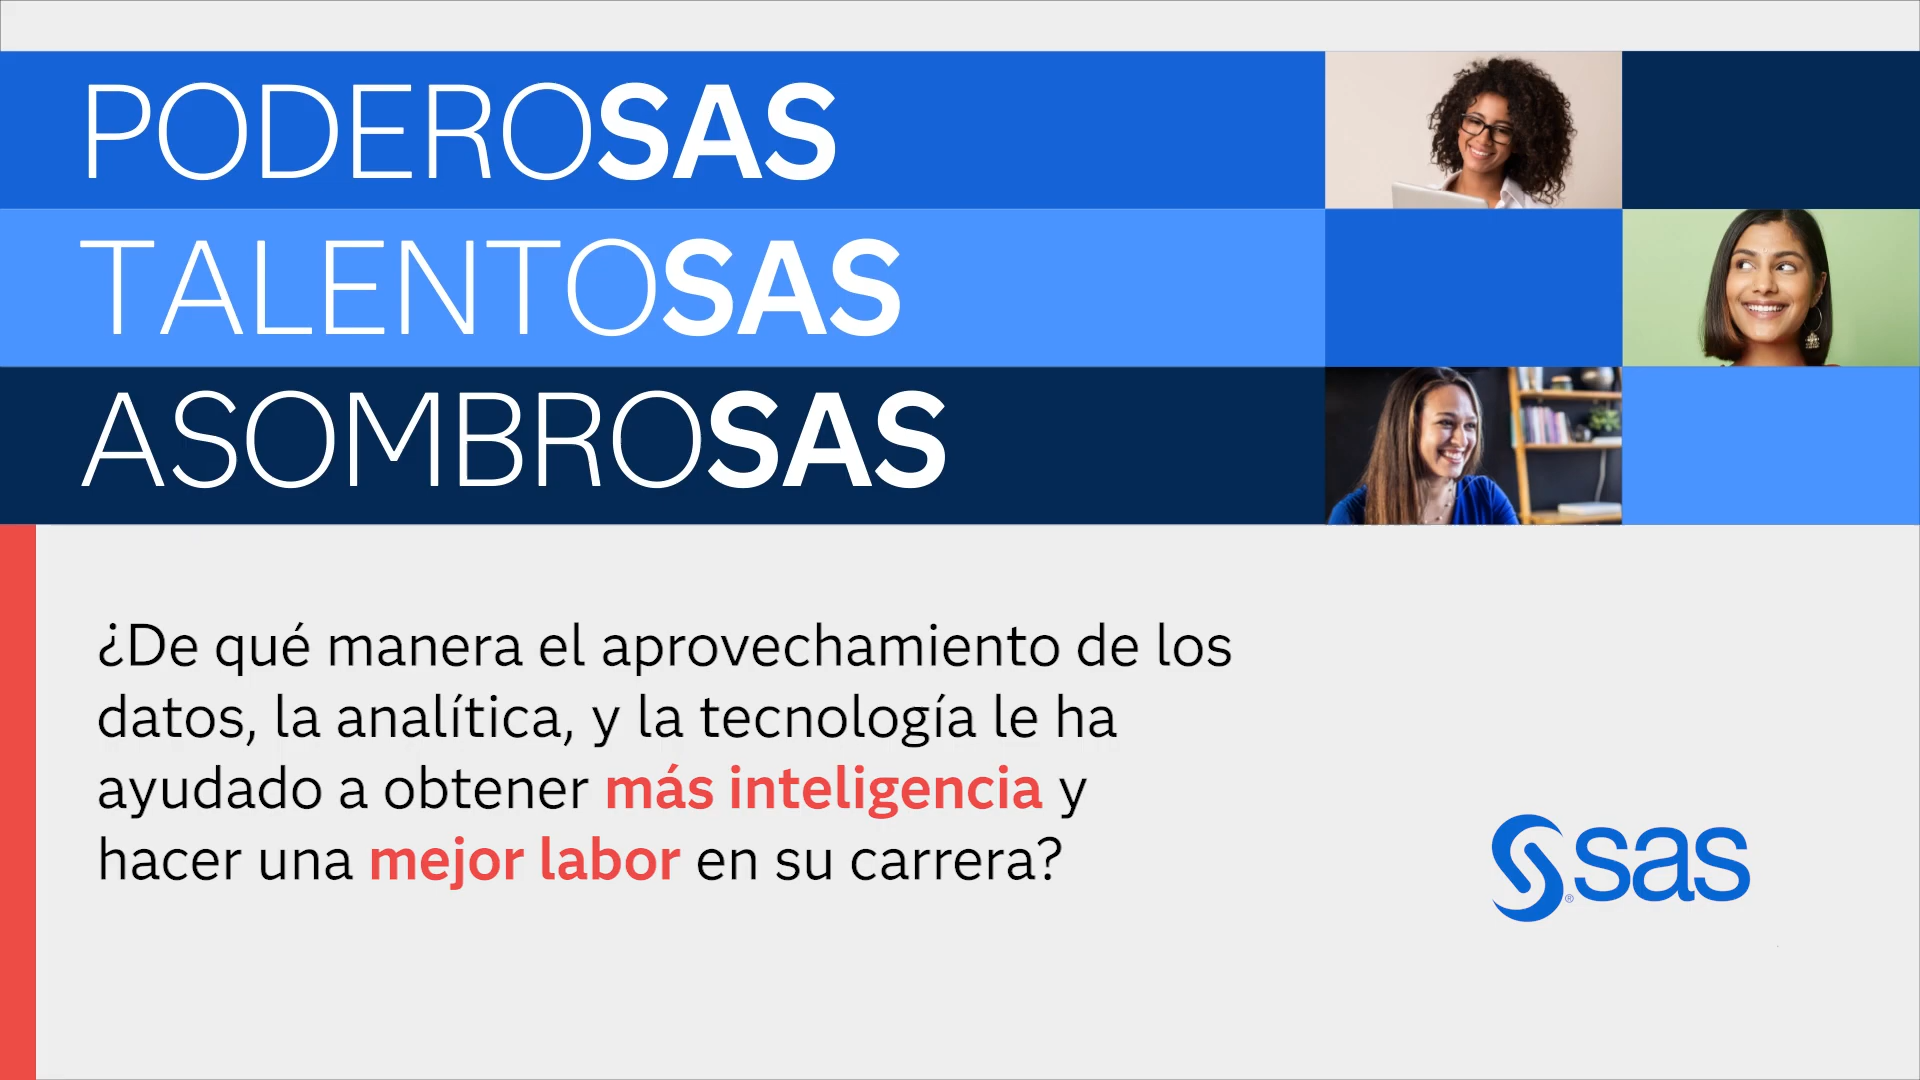 PODEROSAS
TALENTOSAS
ASOMBROSAS
¿De qué manera el aprovechamiento de los
datos, la analítica, y la tecnología le ha
ayudado a obtener más inteligencia y
hacer una mejor labor en su carrera?
sas